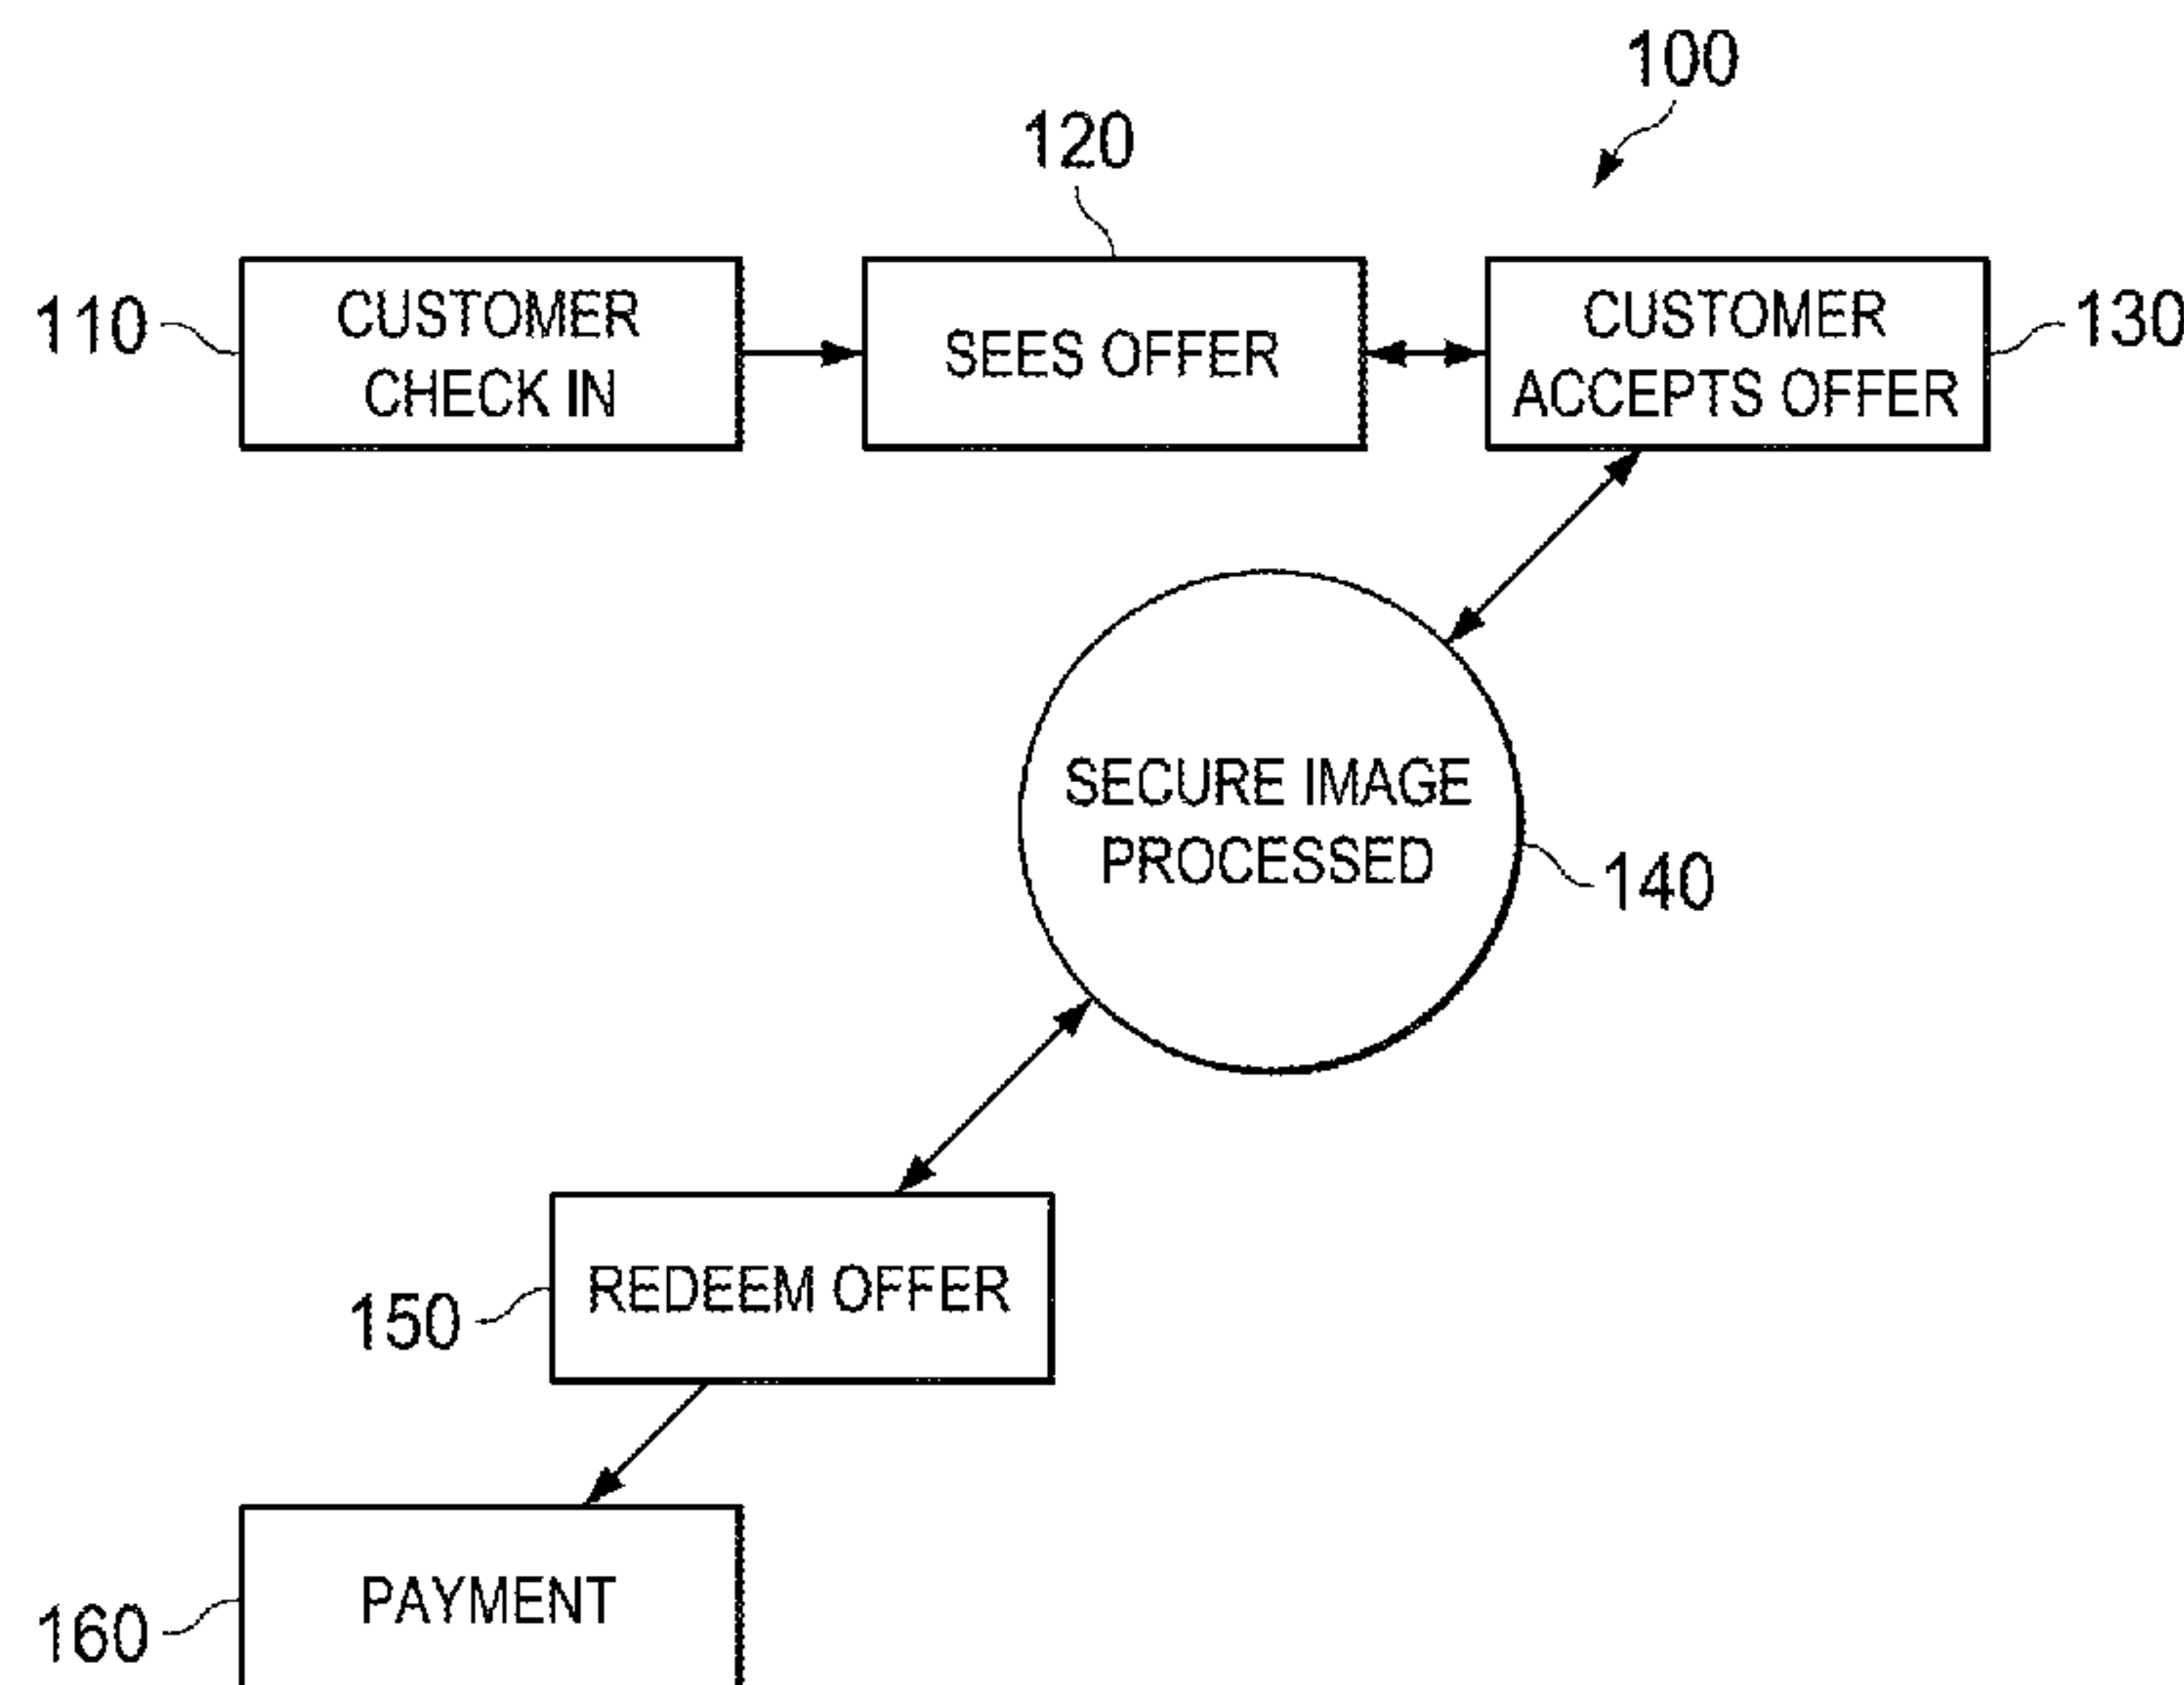 100
120
110
CUSTOMER
CHECK IN
SEES OFFER
CUSTOMER
ACCEPTS OFFER
130
SECURE IMAGE
PROCESSED
140
REDEEM OFFER
150
PAYMENT
160